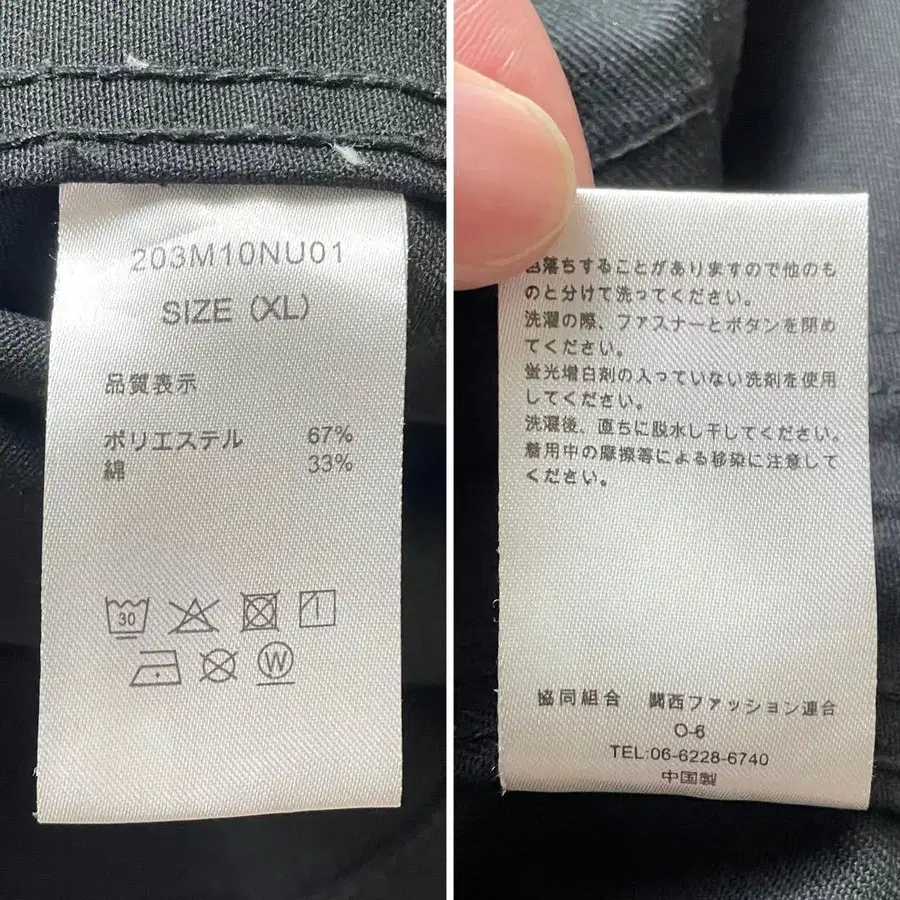 203M10NU01
SIZE (XL)
品質表示
ポリエステル 67%
綿 33%
30
W
色落ちすることがありますので他のも
のと分けて洗ってください。
洗濯の際、ファスナーとボタンを閉め
てください。
蛍光増白剤の入っていない洗剤を使用
してください。
洗濯後、直ちに脱水し干してください。
着用中の摩擦等による移染に注意して
ください。
協同組合 関西ファッション連合
O-6
TEL:06-6228-6740
中国製